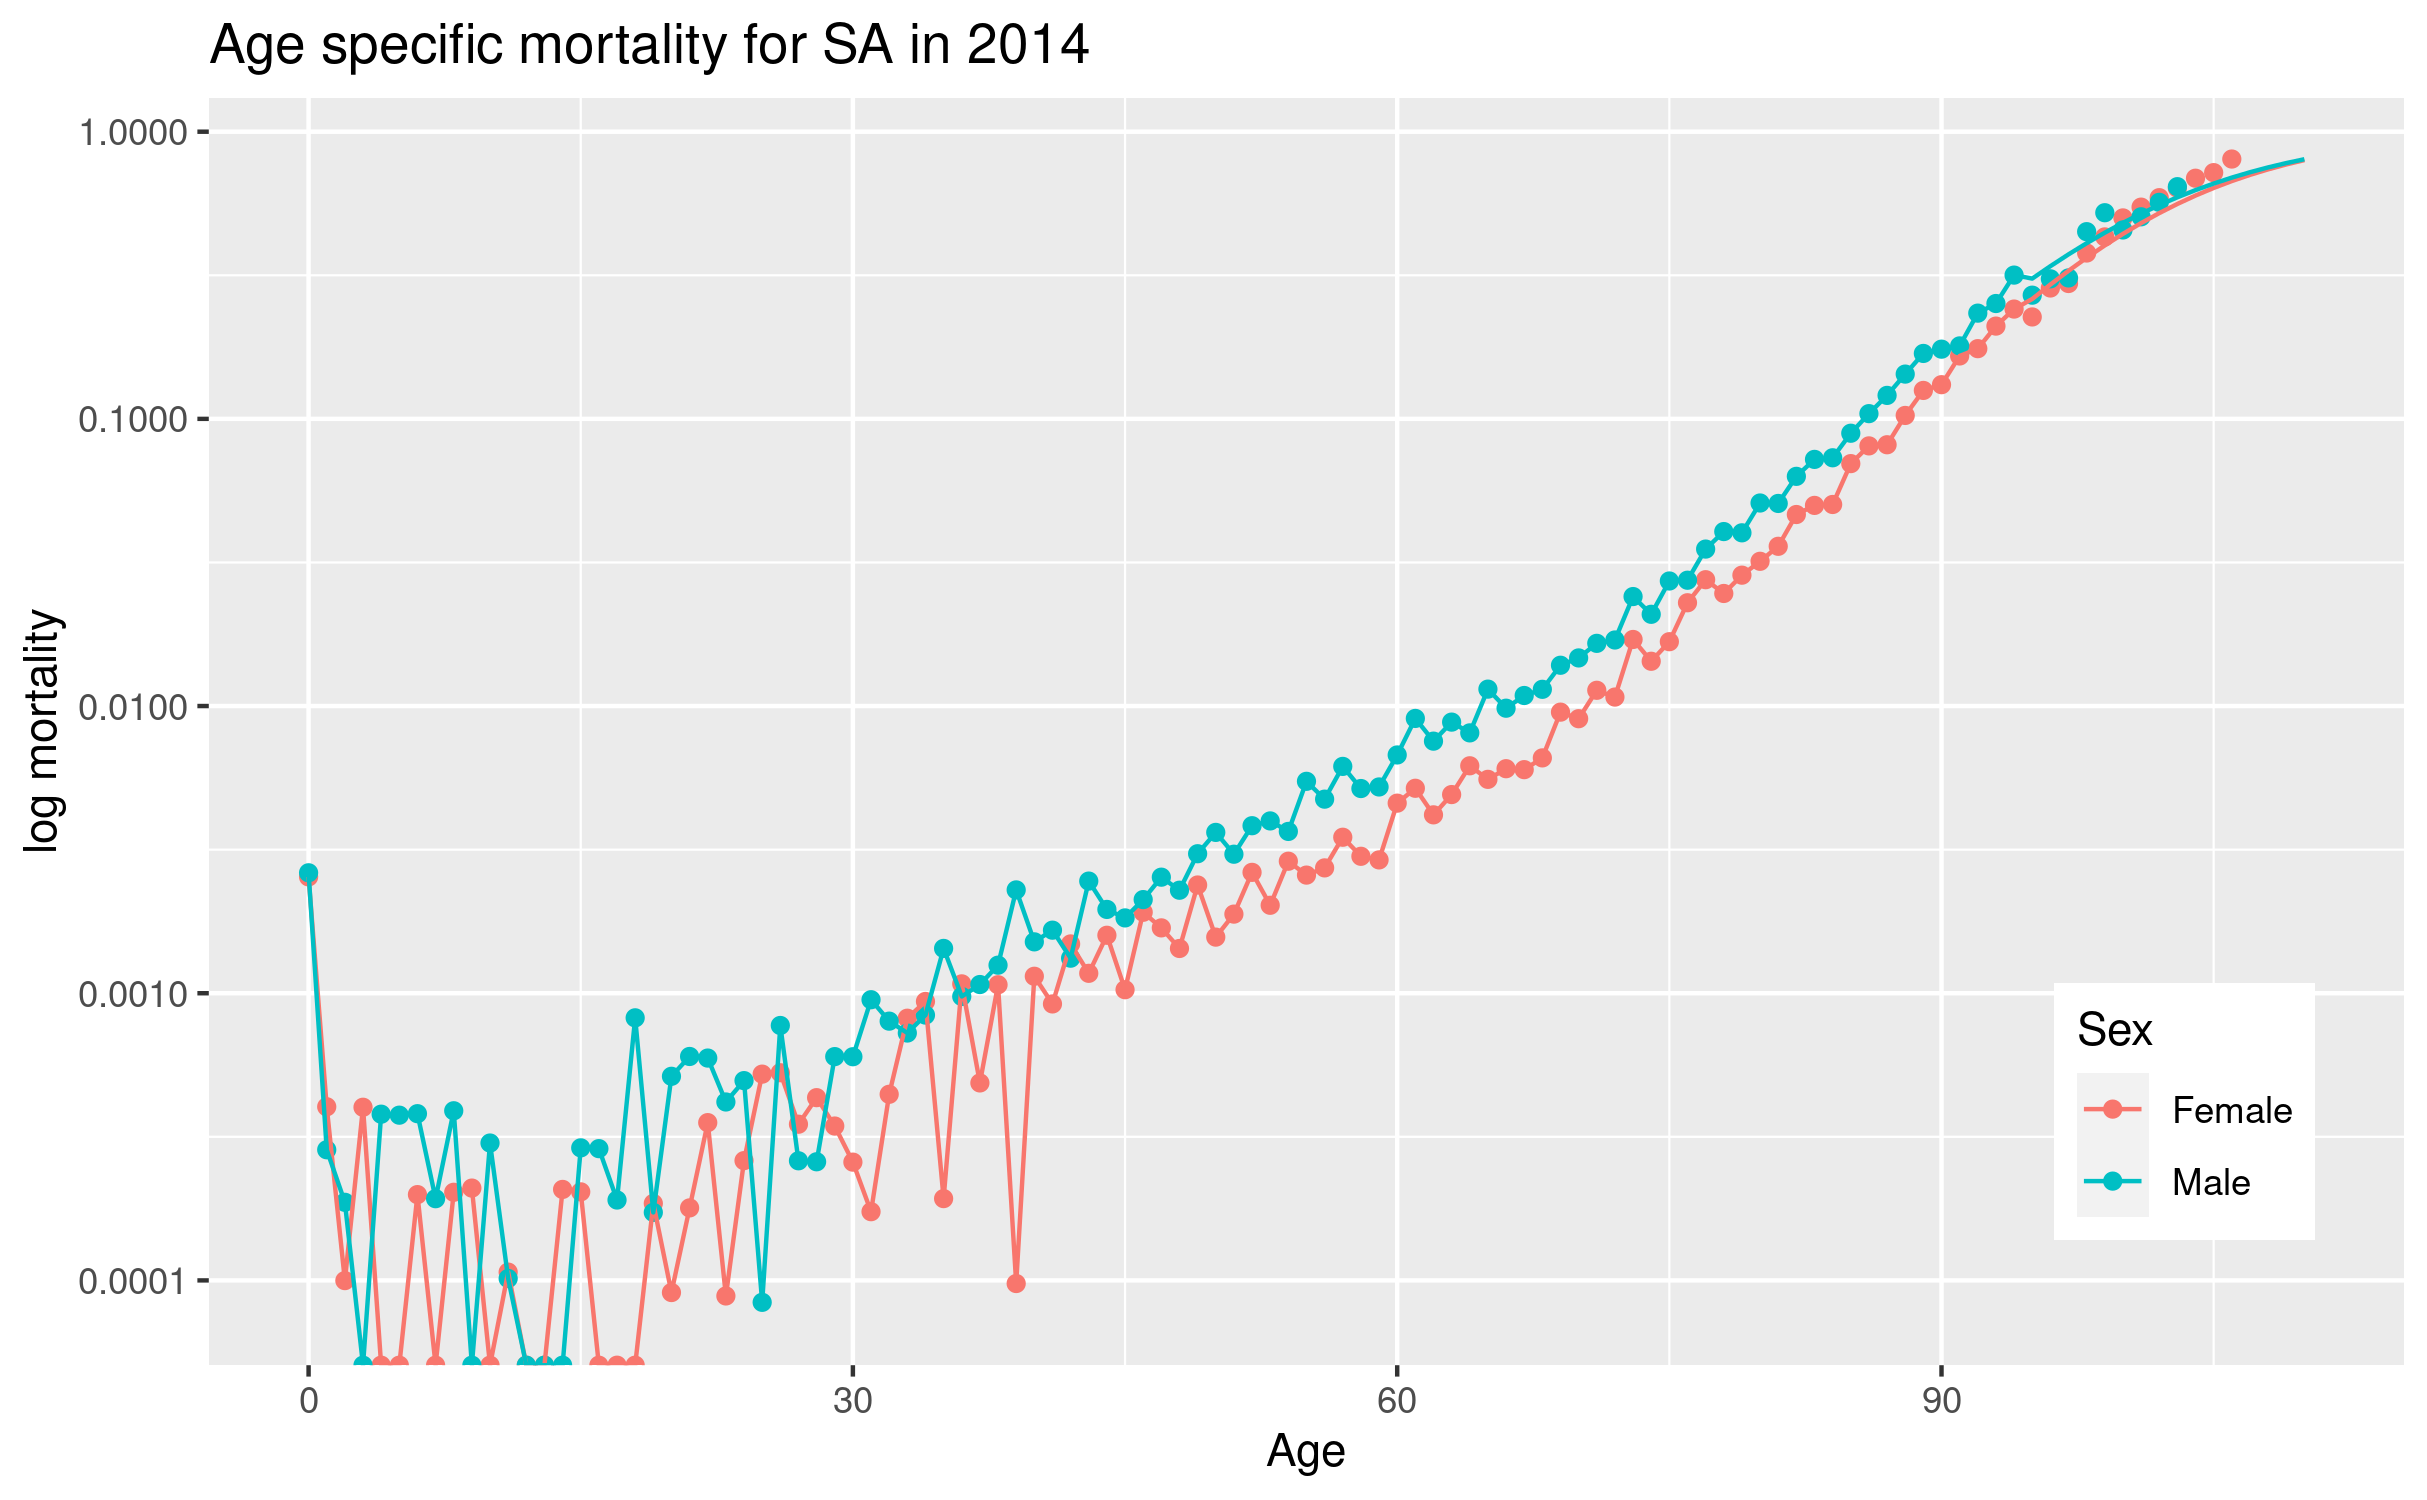 Age specific mortality for SA in 2014
log mortality
1.0000
0.1000
0.0100
0.0010
0.0001
0
30
60
90
Age
Sex
Female
Male